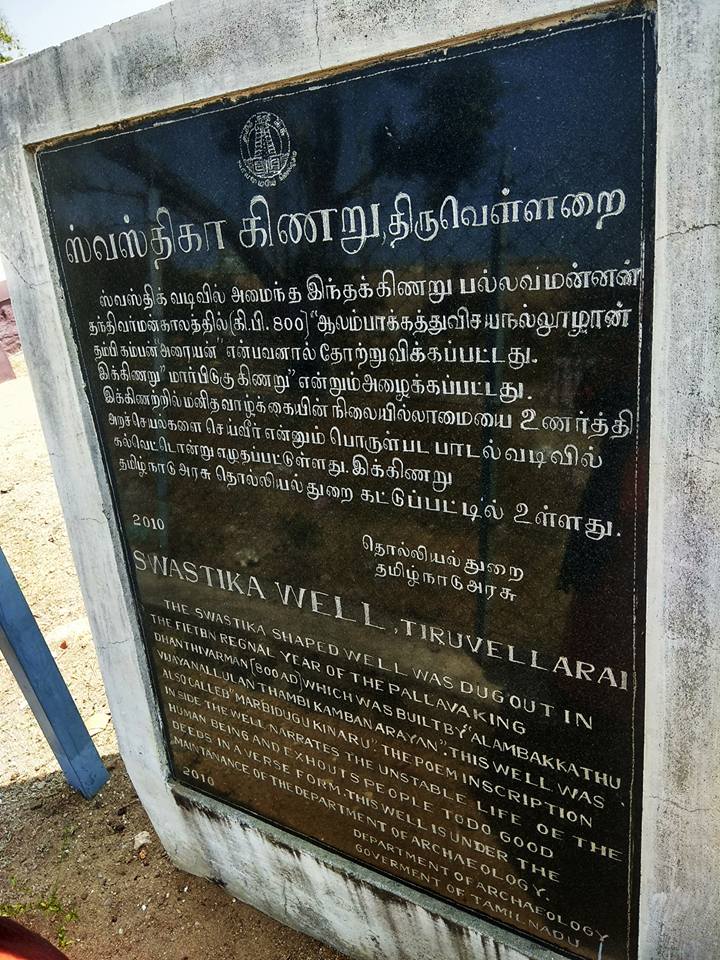 ஸ்வஸ்திகா கிணறு, திருவெள்ளறை
ஸ்வஸ்திக் வடிவில் அமைந்த இந்தக்கிணறு பல்லவமன்னன்
தந்திவர்மன்காலத்தில் (கி.பி. 800) "ஆலம்பாக்கத்துவிசயநல்லூழான்
தம்பி கம்பன் "அரையன்" என்பவனால் தோற்றுவிக்கப்பட்டது.
இக்கிணறு" மார்பிடுகு கிணறு" என்றும் அழைக்கப்பட்டது.
இக்கிணற்றில் மனிதவாழ்க்கையின் நிலையில்லாமையை உணர்த்தி
அறச்செயல்களை செய்வீர் என்னும் பொருள்பட பாடல்வடிவில்
கல்வெட்டொன்று எழுதப்பட்டுள்ளது. இக்கிணறு
தமிழ்நாடு அரசு தொல்லியல் துறை கட்டுப்பட்டில் உள்ளது.
2010
தொல்லியல் துறை
தமிழ்நாடு அரசு
SWASTIKA WELL, TIRUVELLARAI
THE SWASTIKA SHAPED WELL WAS DUGOUT IN
THE FIETBN REGNAL YEAR OF THE PALLAVA KING
DHANTHIVARMAN (800 AD) WHICH WAS BUILT BY "ALAMBAKKATHU
VIJAYANALLULAN THAMBI KAMBAN ARAYAN". THIS WELL WAS
ALSO CALLED "MARBIDUGU KINARU" THE POEM INSCRIPTION
IN SIDE THE WELL NARRATES THE UNSTABLE LIFE OF THE
HUMAN BEING AND EXHOUTS PEOPLE TO DO GOOD
DEEDS IN A VERSE FORM. THIS WELL IS UNDER THE
MAINTANANCE OF THE DEPARTMENT OF ARCHAEOLOGY.
2010
DEPARTMENT OF ARCHAEOLOGY
GOVERMENT OF TAMIL NADU